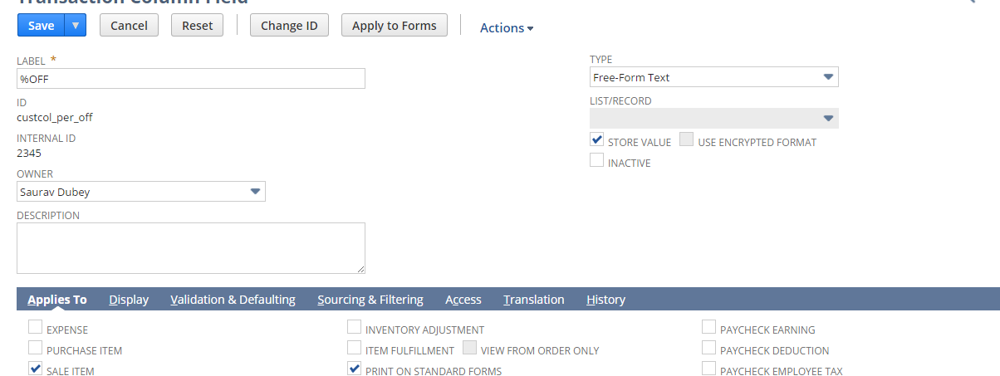 Transaction Column Field
Save Cancel Reset Change ID Apply to Forms Actions
LABEL *
%OFF
ID
custcol_per_off
INTERNAL ID
2345
OWNER
Saurav Dubey
DESCRIPTION
TYPE
Free-Form Text
LIST/RECORD
STORE VALUE USE ENCRYPTED FORMAT
INACTIVE
Applies To Display Validation & Defaulting Sourcing & Filtering Access Translation History
EXPENSE
PURCHASE ITEM
SALE ITEM
INVENTORY ADJUSTMENT
ITEM FULFILLMENT VIEW FROM ORDER ONLY
PRINT ON STANDARD FORMS
PAYCHECK EARNING
PAYCHECK DEDUCTION
PAYCHECK EMPLOYEE TAX